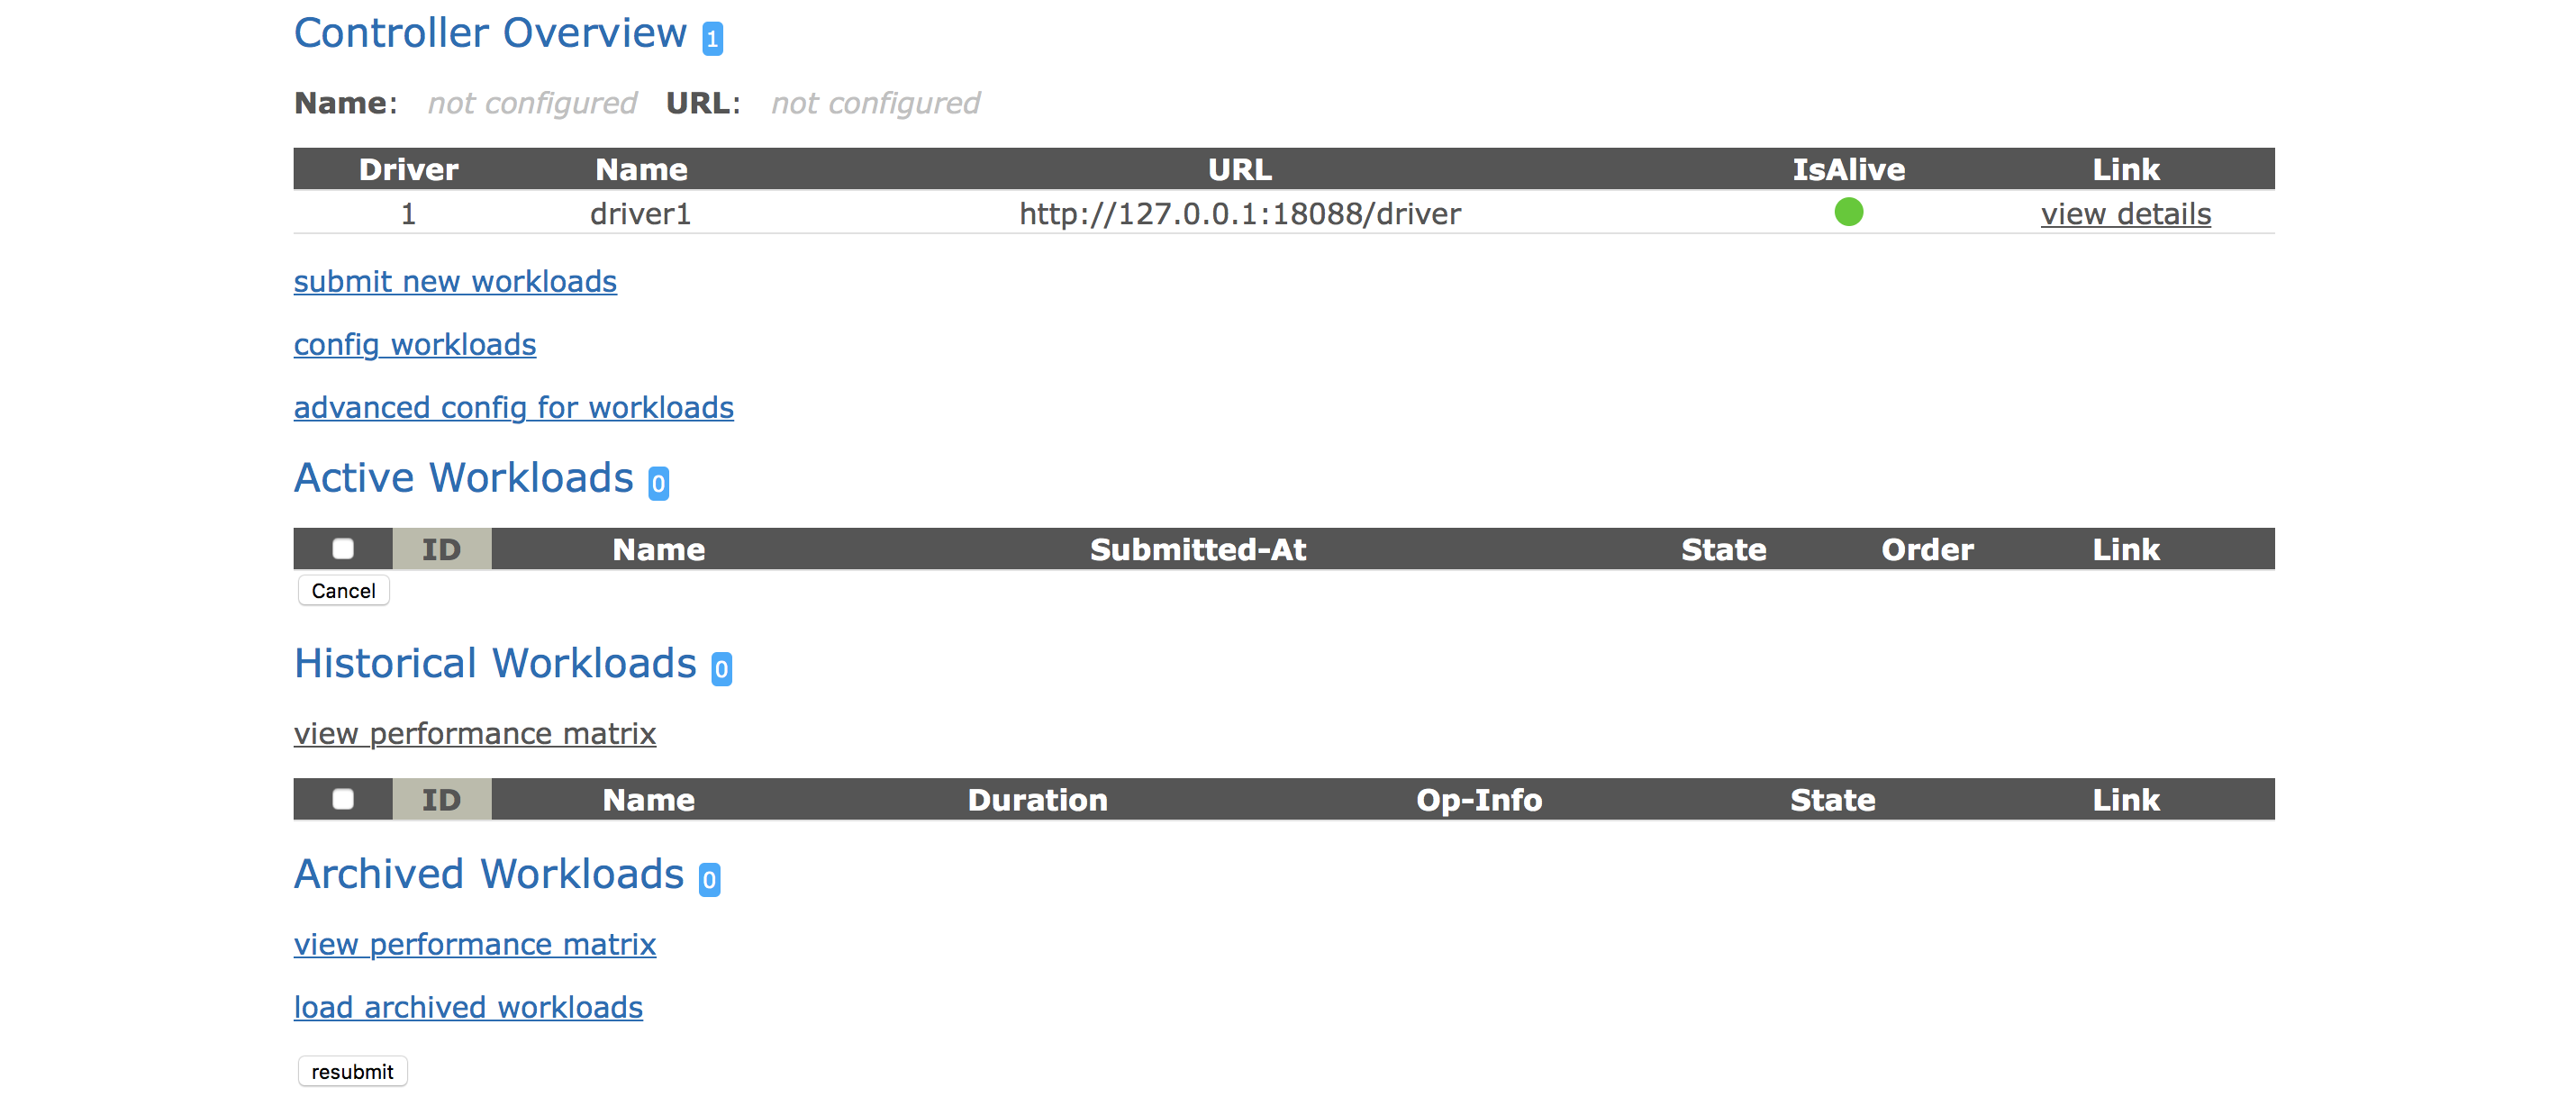 Controller Overview 1
Name: not configured URL: not configured
Driver Name URL IsAlive Link
1 driver1 http://127.0.0.1:18088/driver view details
submit new workloads
config workloads
advanced config for workloads
Active Workloads 0
ID Name Submitted-At State Order Link
Cancel
Historical Workloads 0
view performance matrix
ID Name Duration Op-Info State Link
Archived Workloads 0
view performance matrix
load archived workloads
resubmit